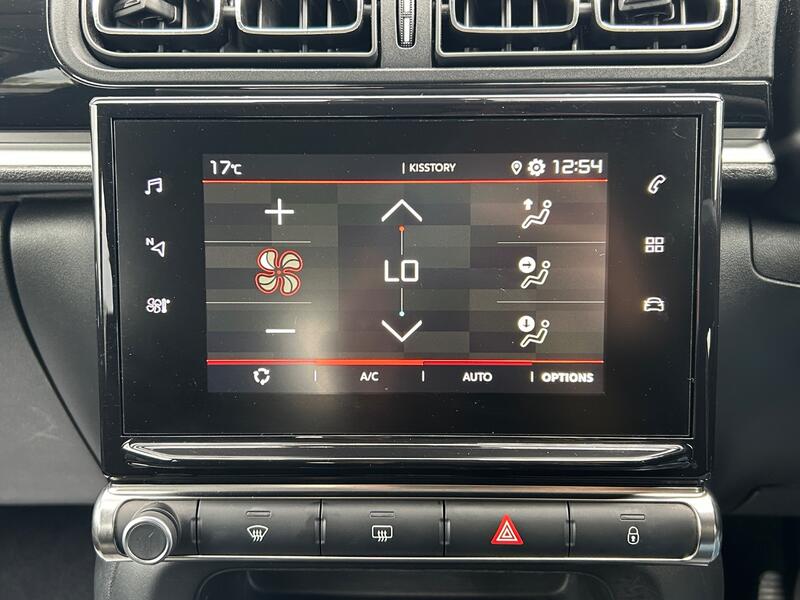 17°C | KISSTORY 12:54
N
LO
A/C | AUTO | OPTIONS